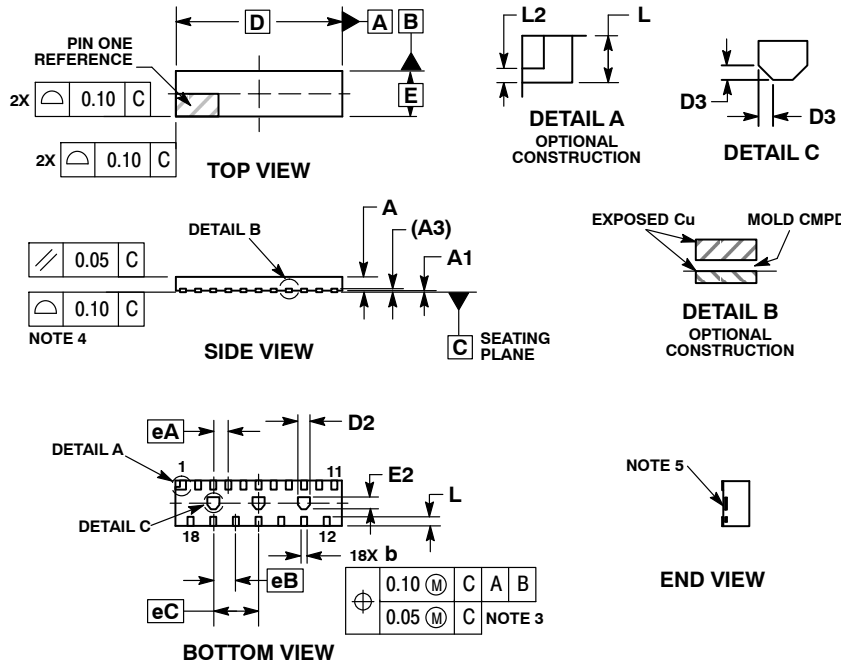 D A B
L2 L
PIN ONE
REFERENCE
2X ⌓ 0.10 C
E
D3 D3
2X ⌓ 0.10 C
TOP VIEW
DETAIL A
OPTIONAL
CONSTRUCTION
DETAIL C
DETAIL B
A
(A3)
A1
// 0.05 C
⌓ 0.10 C
NOTE 4
SIDE VIEW
C SEATING
PLANE
EXPOSED Cu MOLD CMPD
DETAIL B
OPTIONAL
CONSTRUCTION
eA
D2
DETAIL A
1 11
E2
L
DETAIL C
18 12
18X b
eB
eC
⌖ 0.10 Ⓜ C A B
0.05 Ⓜ C NOTE 3
BOTTOM VIEW
NOTE 5
END VIEW